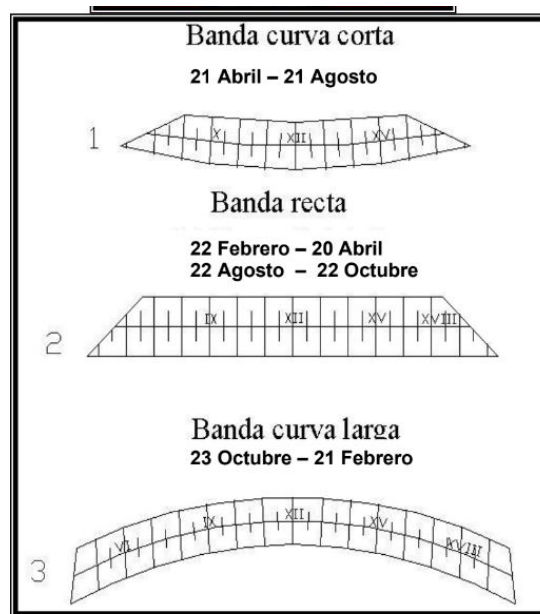 Banda curva corta
21 Abril – 21 Agosto
1
X XII XV
Banda recta
22 Febrero – 20 Abril
22 Agosto – 22 Octubre
2
IX XII XV XVIII
Banda curva larga
23 Octubre – 21 Febrero
3
VI IX XII XV XVIII